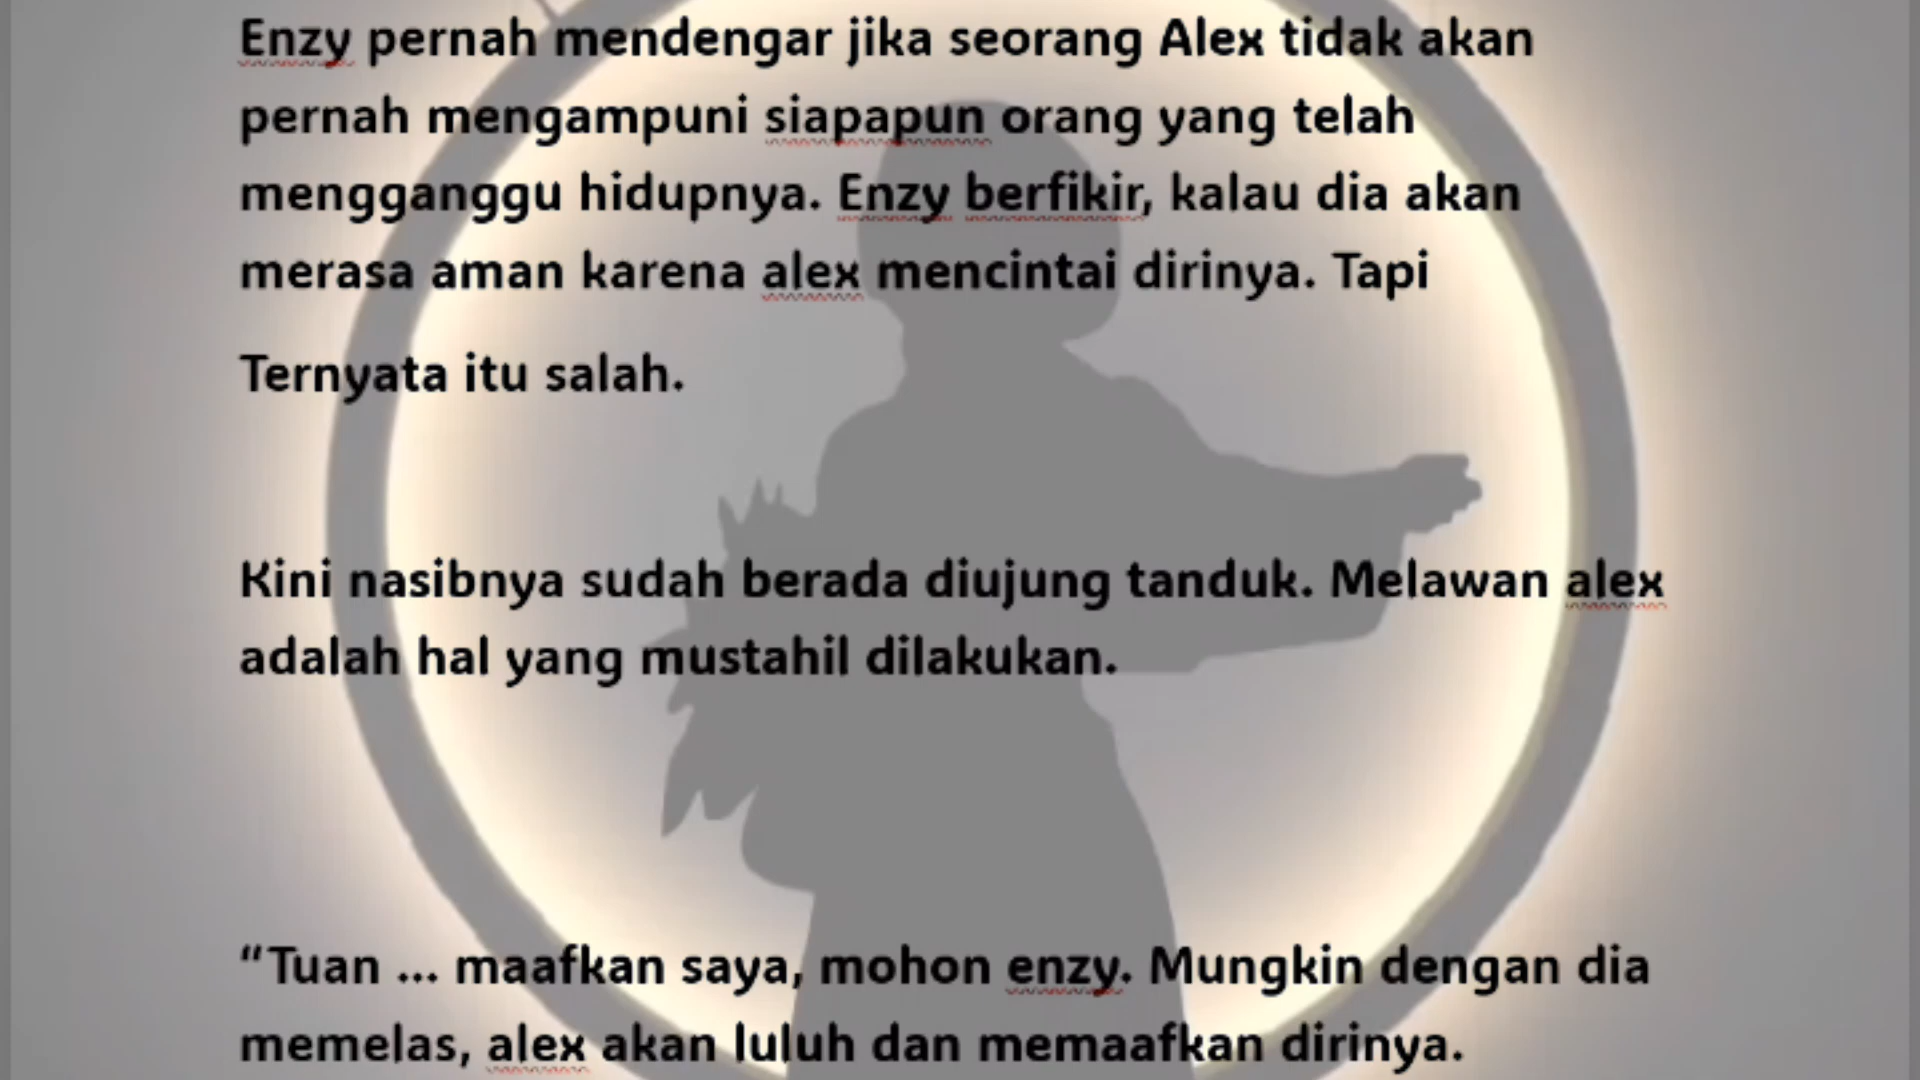 Enzy pernah mendengar jika seorang Alex tidak akan
pernah mengampuni siapapun orang yang telah
mengganggu hidupnya. Enzy berfikir, kalau dia akan
merasa aman karena alex mencintai dirinya. Tapi
Ternyata itu salah.
Kini nasibnya sudah berada diujung tanduk. Melawan alex
adalah hal yang mustahil dilakukan.
“Tuan ... maafkan saya, mohon enzy. Mungkin dengan dia
memelas, alex akan luluh dan memaafkan dirinya.